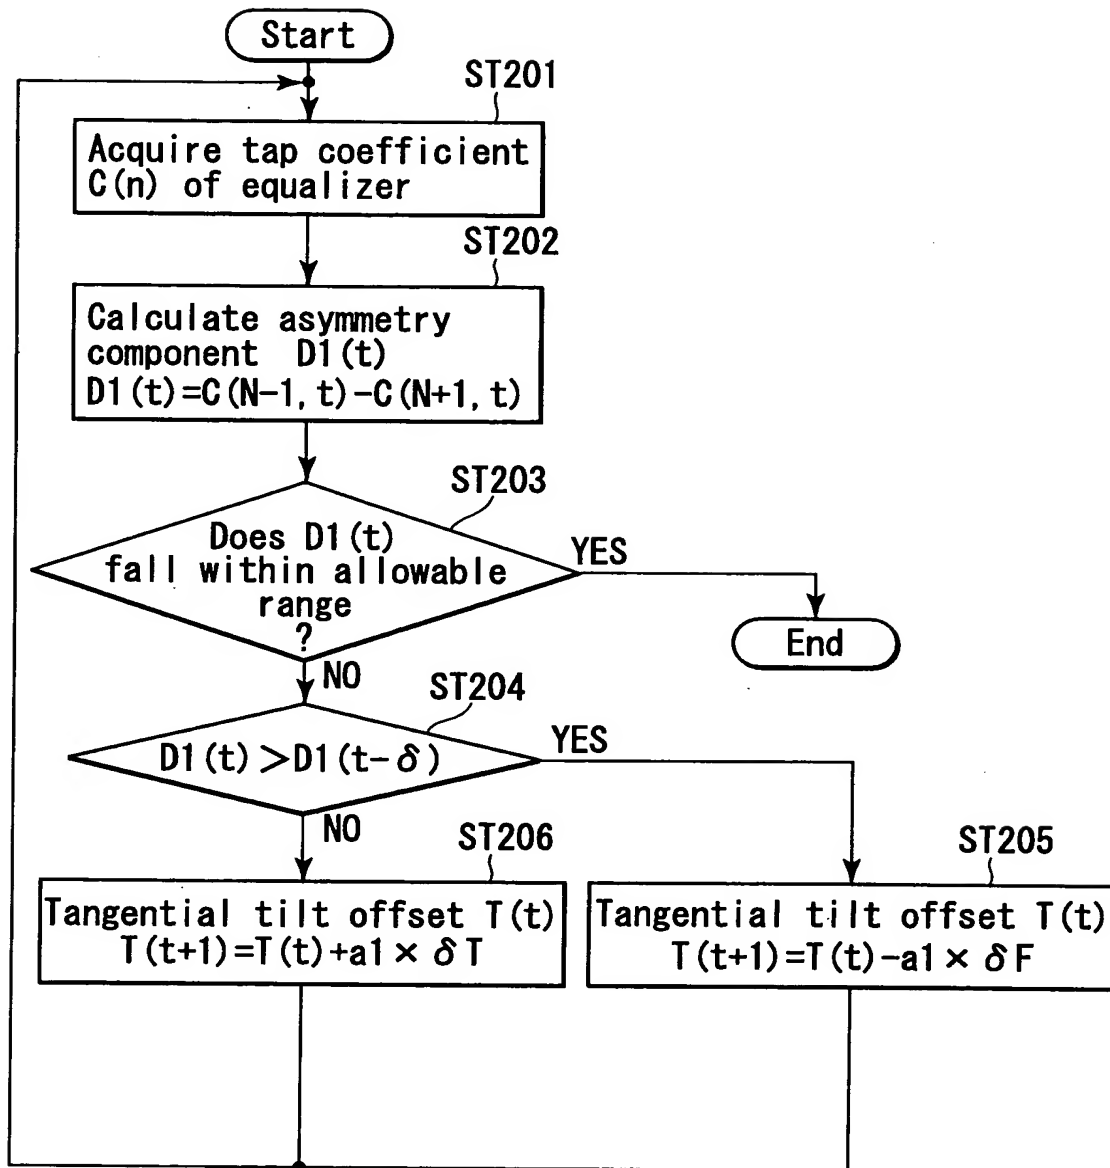 Start
ST201
Acquire tap coefficient
C(n) of equalizer
ST202
Calculate asymmetry
component D1(t)
D1(t)=C(N-1,t)-C(N+1,t)
ST203
Does D1(t)
fall within allowable
range
?
YES
End
NO
ST204
D1(t)>D1(t-δ)
YES
NO
ST206
Tangential tilt offset T(t)
T(t+1)=T(t)+a1×δT
ST205
Tangential tilt offset T(t)
T(t+1)=T(t)-a1×δF